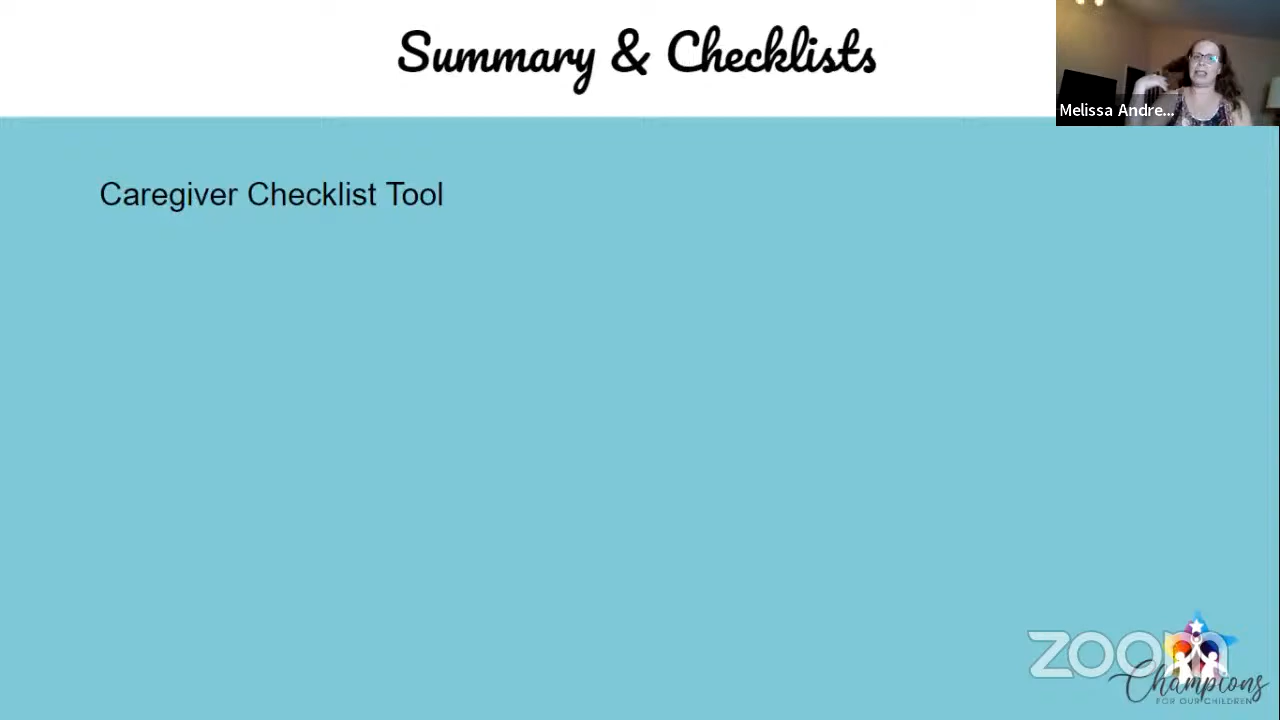 Summary & Checklists
Melissa Andre...
Caregiver Checklist Tool
zoom
Champions
FOR OUR CHILDREN